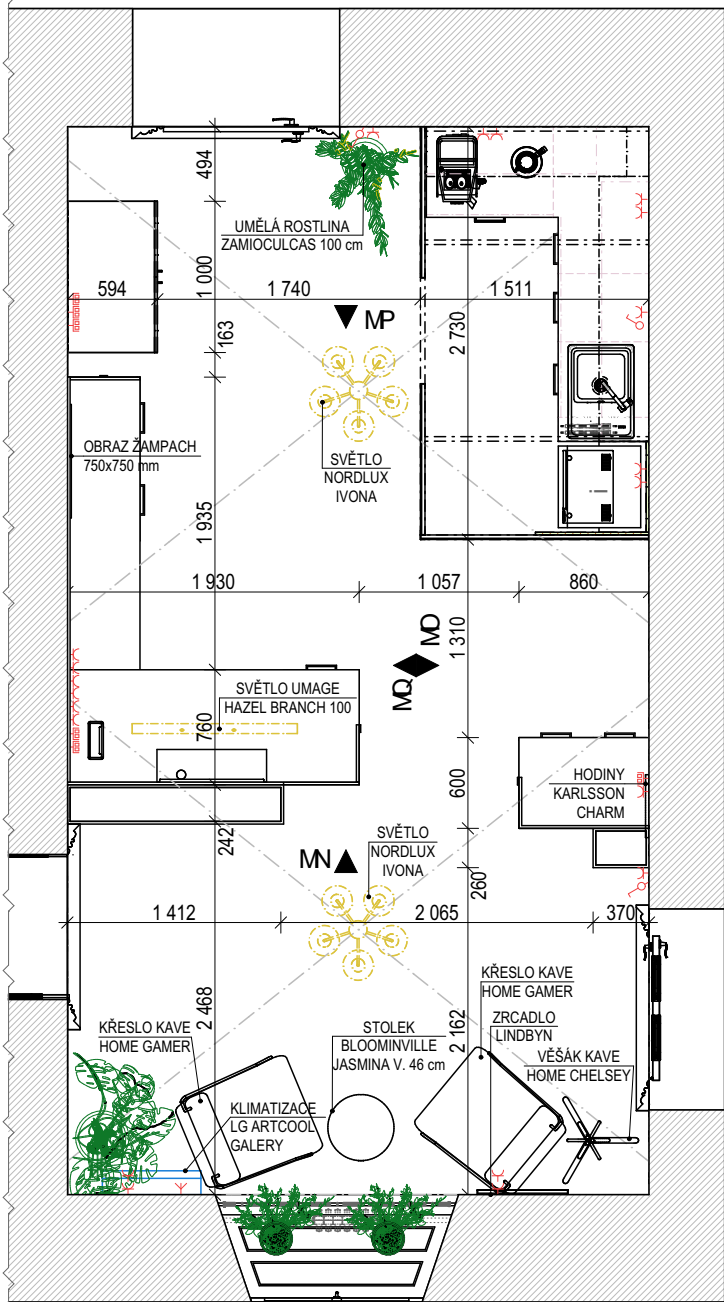 494
UMĚLÁ ROSTLINA
ZAMIOCULCAS 100 cm
1 000
594
1 740
1 511
163
MP
2 730
OBRAZ ŽAMPACH
750x750 mm
SVĚTLO
NORDLUX
IVONA
1 935
1 930
1 057
860
1 310
MO
MQ
SVĚTLO UMAGE
HAZEL BRANCH 100
760
600
HODINY
KARLSSON
CHARM
242
SVĚTLO
NORDLUX
IVONA
MN
260
1 412
2 065
370
2 468
2 162
KŘESLO KAVE
HOME GAMER
ZRCADLO
LINDBYN
KŘESLO KAVE
HOME GAMER
STOLEK
BLOOMINVILLE
JASMINA V. 46 cm
VĚŠÁK KAVE
HOME CHELSEY
KLIMATIZACE
LG ARTCOOL
GALERY